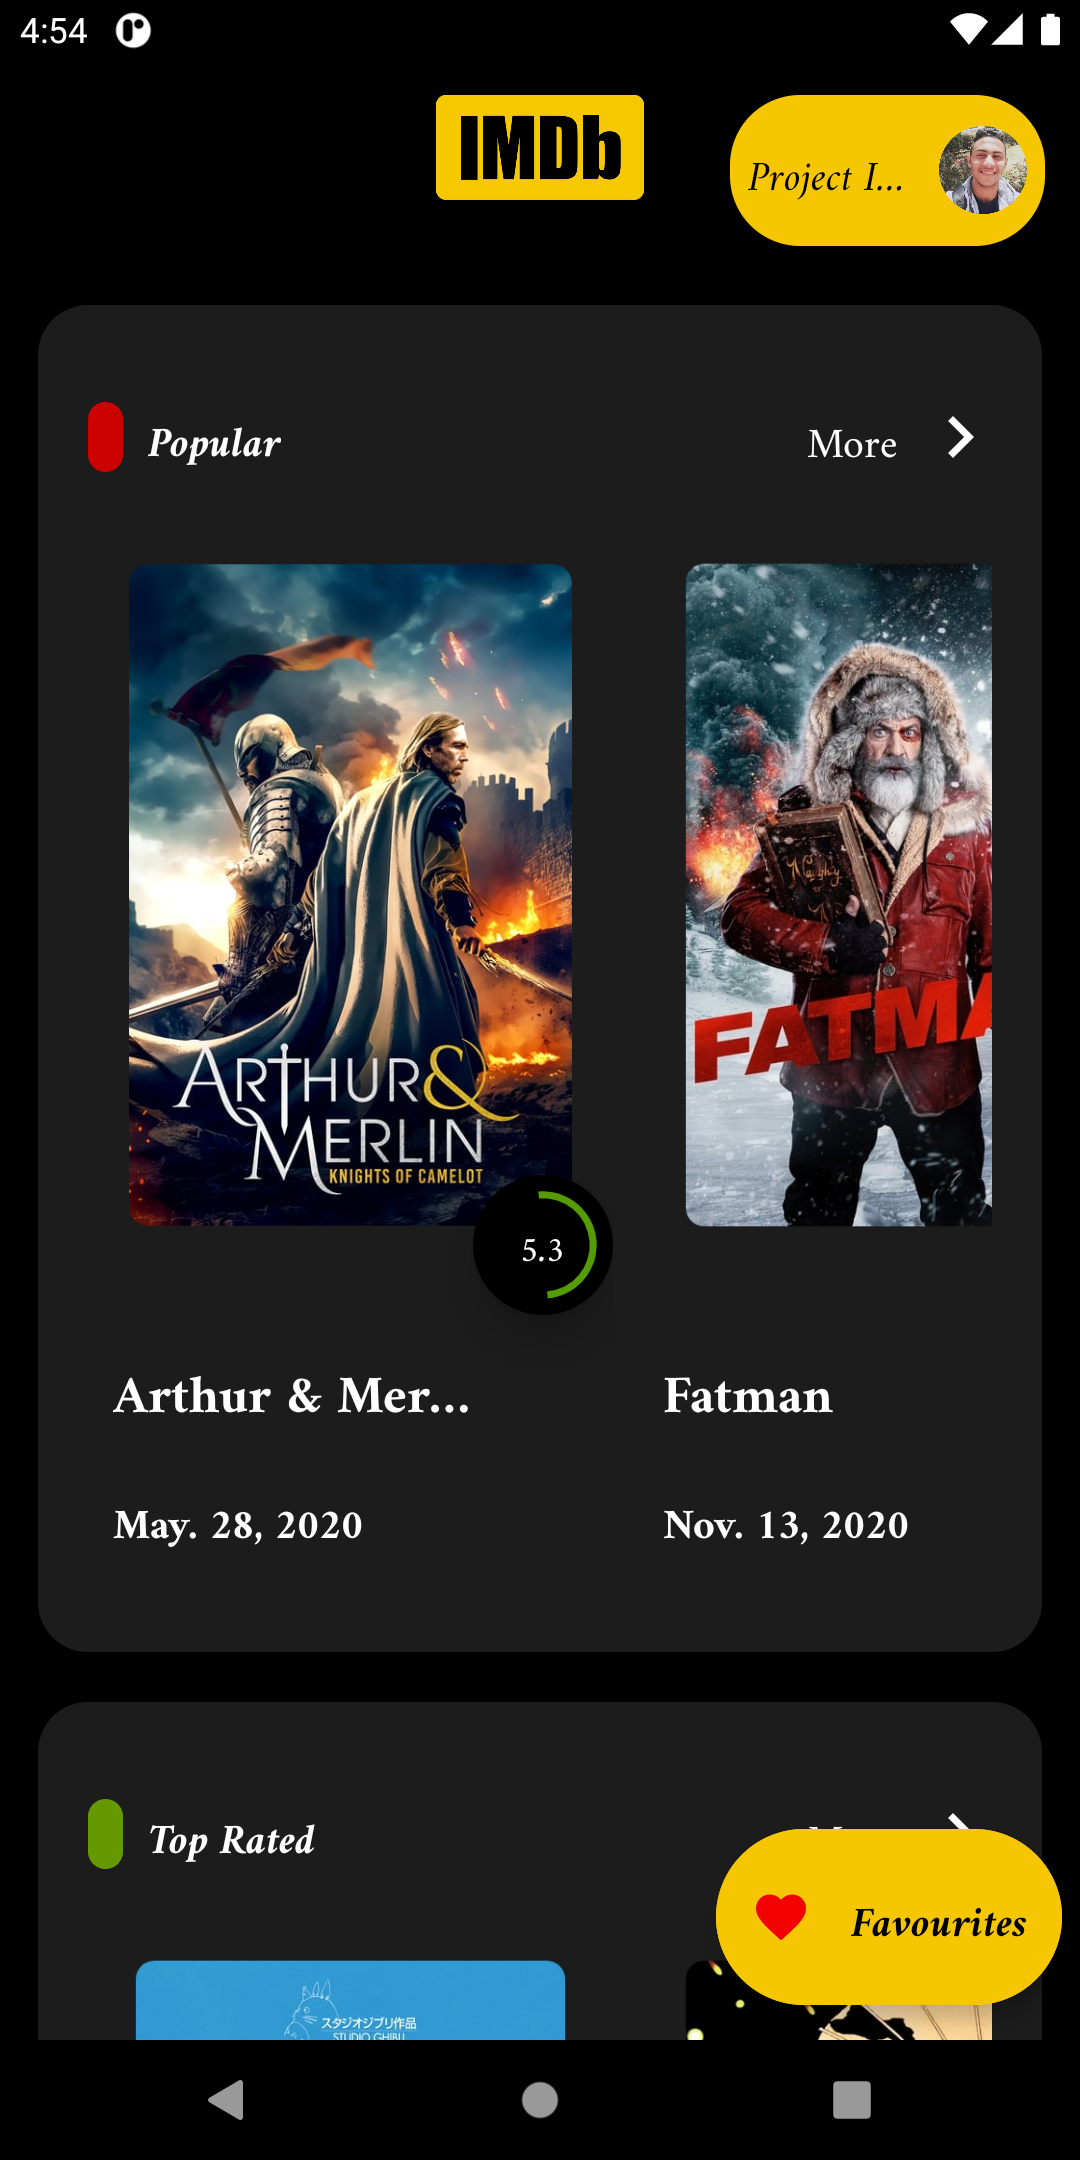 4:54
IMDb
Project I...
Popular
More
Naughy
ARTHUR &
MERLIN
KNIGHTS OF CAMELOT
FATMA
5.3
Arthur & Mer...
Fatman
May. 28, 2020
Nov. 13, 2020
Top Rated
Favourites
スタジオジブリ作品
STUDIO GHIBLI